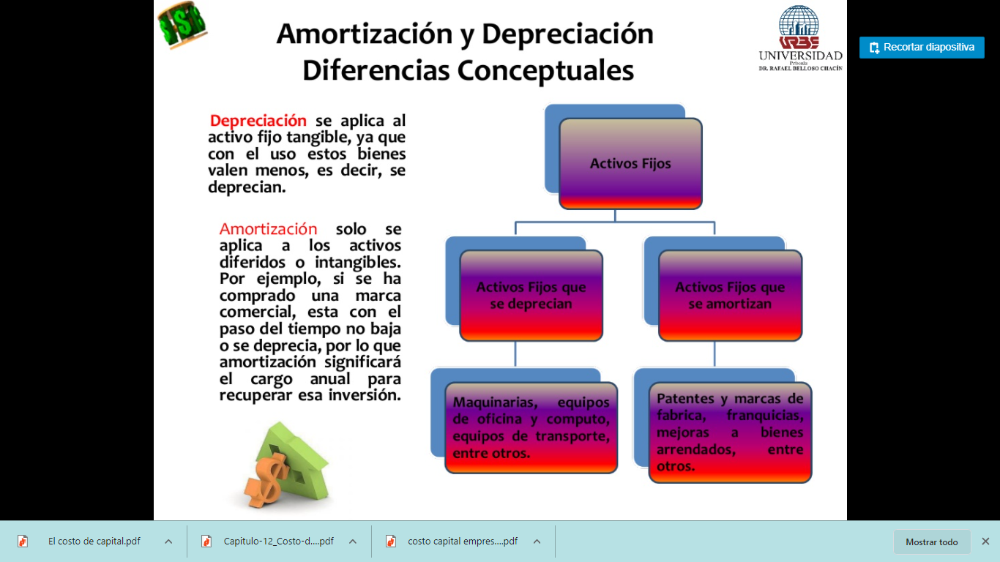 Amortización y Depreciación
Diferencias Conceptuales
UNIVERSIDAD
Privada
DR. RAFAEL BELLOSO CHACÍN
Recortar diapositiva
Depreciación se aplica al
activo fijo tangible, ya que
con el uso estos bienes
valen menos, es decir, se
deprecian.
Amortización solo se
aplica a los activos
diferidos o intangibles.
Por ejemplo, si se ha
comprado una marca
comercial, esta con el
paso del tiempo no baja
o se deprecia, por lo que
amortización significará
el cargo anual para
recuperar esa inversión.
Activos Fijos
Activos Fijos que
se deprecian
Activos Fijos que
se amortizan
Maquinarias, equipos
de oficina y computo,
equipos de transporte,
entre otros.
Patentes y marcas de
fabrica, franquicias,
mejoras a bienes
arrendados, entre
otros.
El costo de capital.pdf
Capitulo-12_Costo-d....pdf
costo capital empres....pdf
Mostrar todo